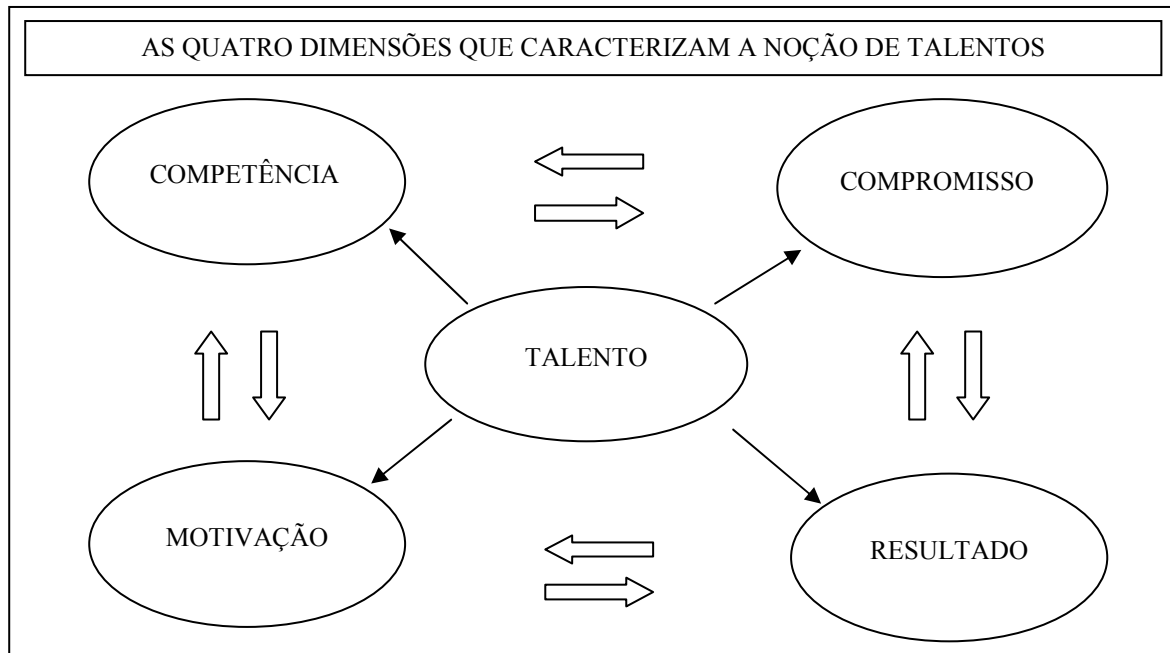 AS QUATRO DIMENSÕES QUE CARACTERIZAM A NOÇÃO DE TALENTOS
COMPETÊNCIA
COMPROMISSO
TALENTO
MOTIVAÇÃO
RESULTADO